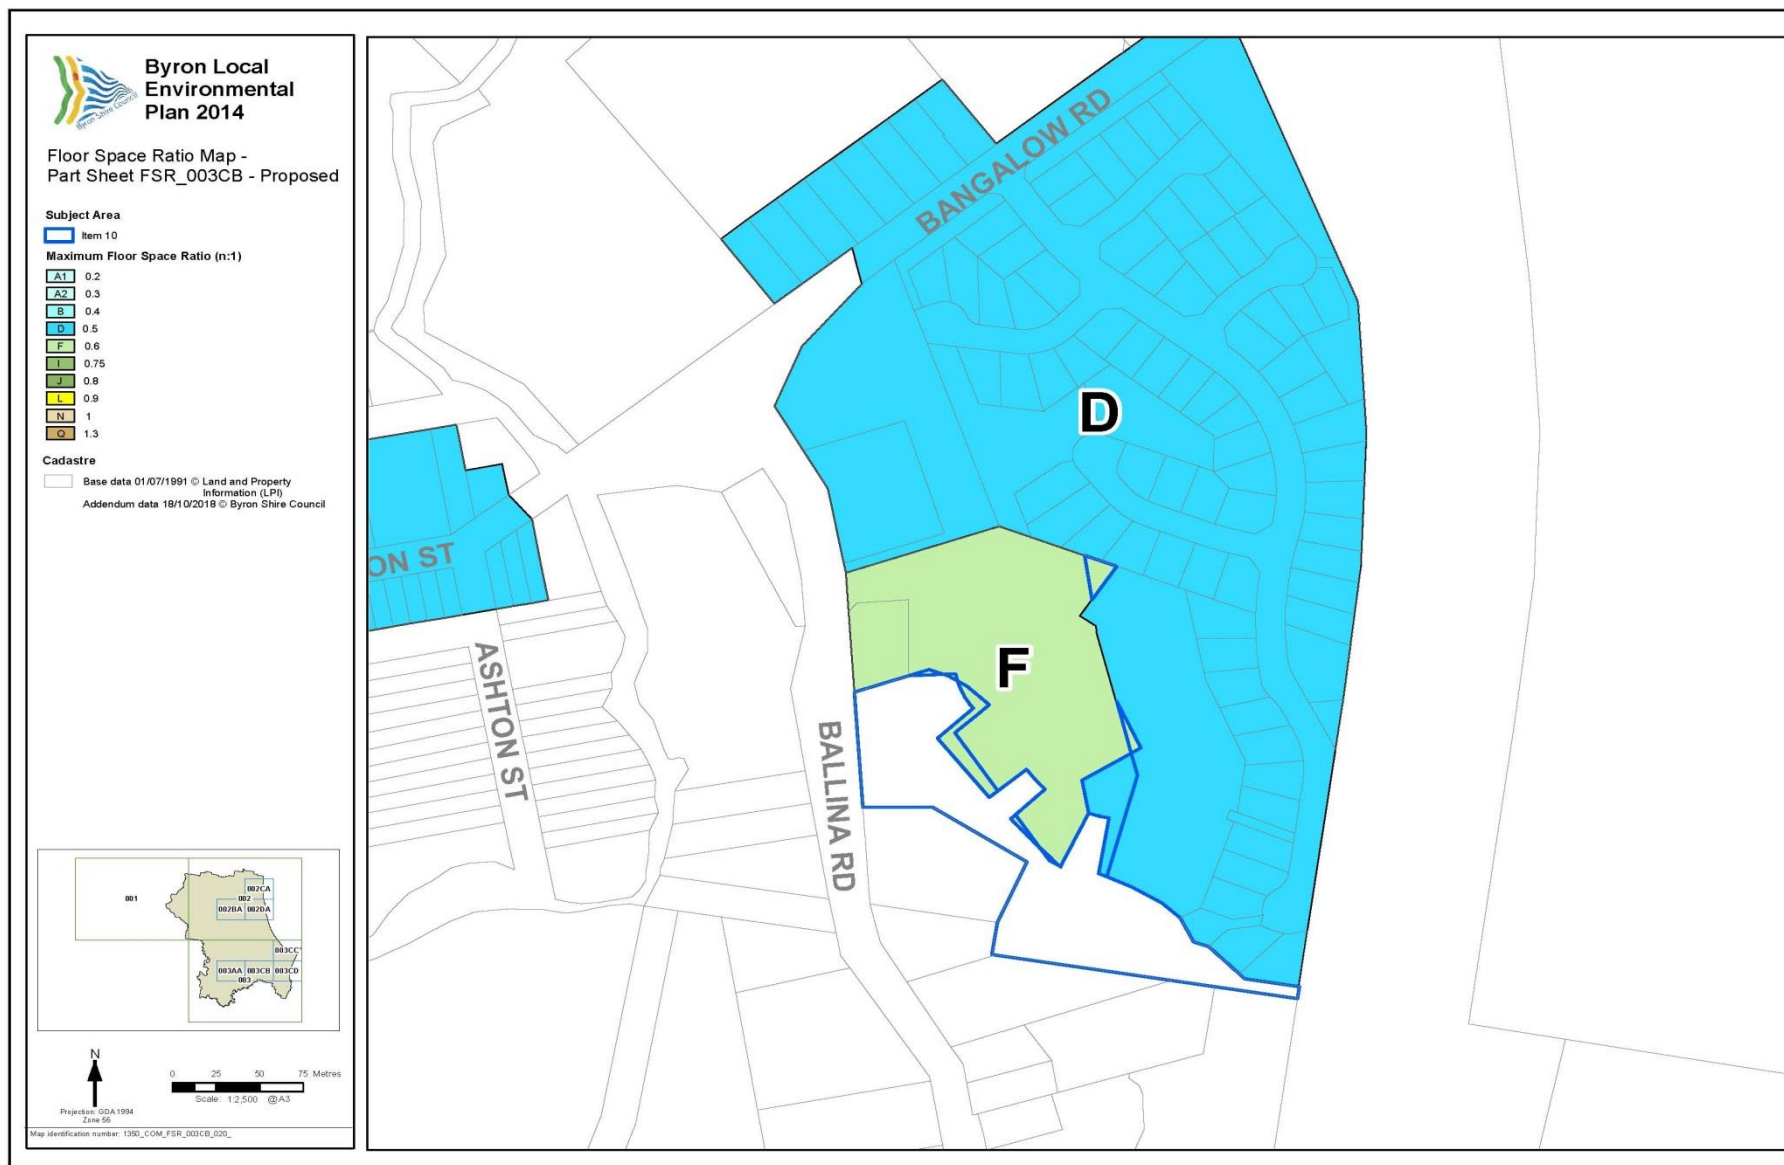 Byron Shire Council
Byron Local
Environmental
Plan 2014
Floor Space Ratio Map -
Part Sheet FSR_003CB - Proposed
Subject Area
Item 10
Maximum Floor Space Ratio (n:1)
A1 0.2
A2 0.3
B 0.4
D 0.5
F 0.6
I 0.75
J 0.8
L 0.9
N 1
Q 1.3
Cadastre
Base data 01/07/1991 © Land and Property
Information (LPI)
Addendum data 18/10/2018 © Byron Shire Council
001
002CA
002
002BA 002DA
003CC
003AA 003CB 003CD
003
N
Projection: GDA 1994
Zone 56
0 25 50 75 Metres
Scale: 1:2,500 @A3
Map identification number: 1350_COM_FSR_003CB_020_
BANGALOW RD
D
ON ST
F
ASHTON ST
BALLINA RD